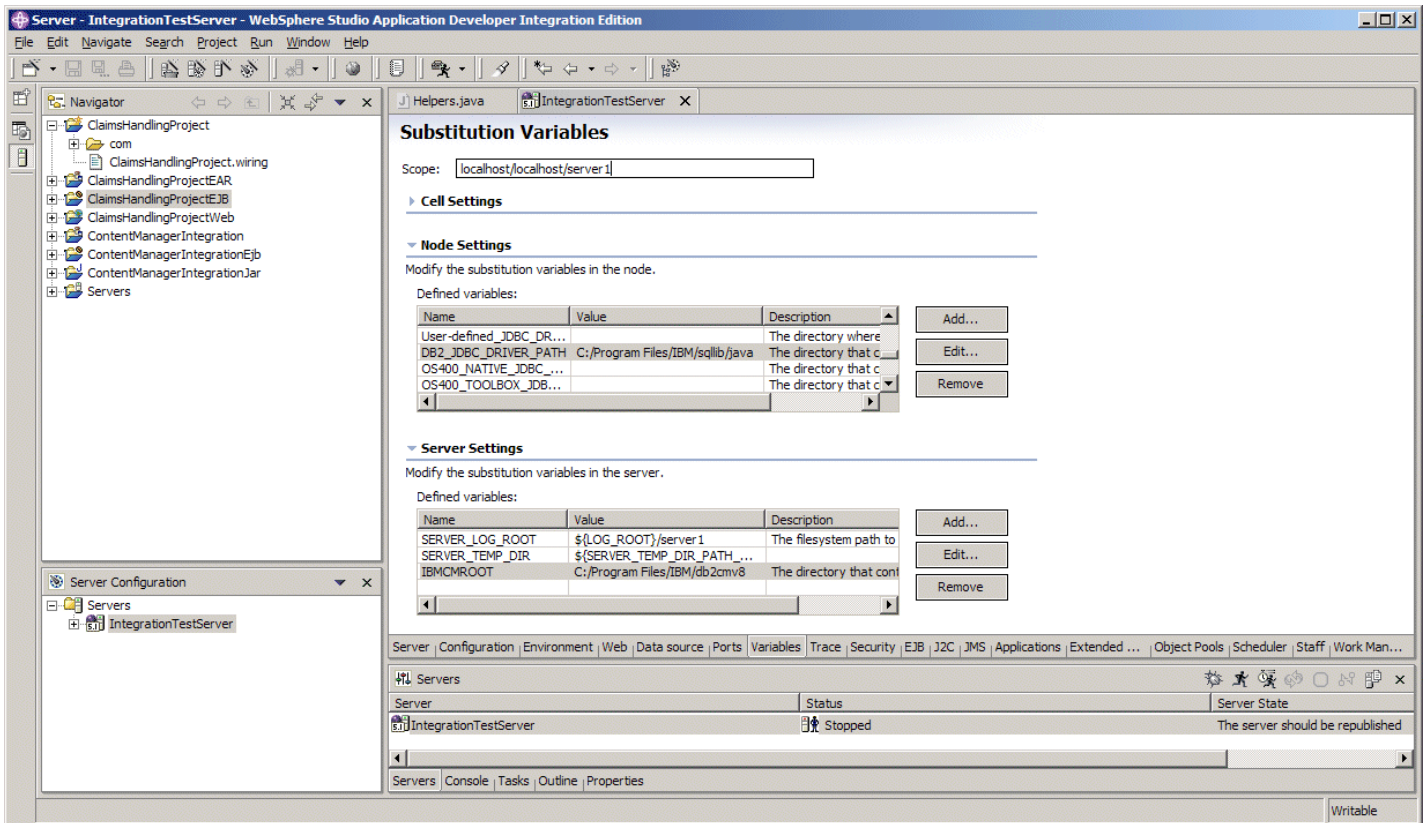 Server - IntegrationTestServer - WebSphere Studio Application Developer Integration Edition
File Edit Navigate Search Project Run Window Help
Navigator
ClaimsHandlingProject
com
ClaimsHandlingProject.wiring
ClaimsHandlingProjectEAR
ClaimsHandlingProjectEJB
ClaimsHandlingProjectWeb
ContentManagerIntegration
ContentManagerIntegrationEjb
ContentManagerIntegrationJar
Servers
Server Configuration
Servers
IntegrationTestServer
Helpers.java IntegrationTestServer
Substitution Variables
Scope: localhost/localhost/server1
Cell Settings
Node Settings
Modify the substitution variables in the node.
Defined variables:
Name Value Description
User-defined_JDBC_DR... The directory where
DB2_JDBC_DRIVER_PATH C:/Program Files/IBM/sqllib/java The directory that c
OS400_NATIVE_JDBC_... The directory that c
OS400_TOOLBOX_JDB... The directory that c
Add...
Edit...
Remove
Server Settings
Modify the substitution variables in the server.
Defined variables:
Name Value Description
SERVER_LOG_ROOT ${LOG_ROOT}/server1 The filesystem path to
SERVER_TEMP_DIR ${SERVER_TEMP_DIR_PATH_...
IBMCMROOT C:/Program Files/IBM/db2cmv8 The directory that cont
Add...
Edit...
Remove
Server Configuration Environment Web Data source Ports Variables Trace Security EJB J2C JMS Applications Extended ... Object Pools Scheduler Staff Work Man...
Servers
Server Status Server State
IntegrationTestServer Stopped The server should be republished
Servers Console Tasks Outline Properties
Writable